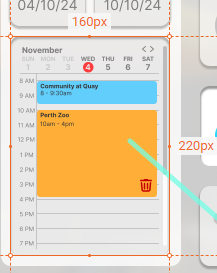 04/10/24 10/10/24
160px
November < >
SUN MON TUE WED THU FRI SAT
1 2 3 4 5 6 7
8 AM
Community at Quay
8 - 9:30am
9 AM
10 AM
Perth Zoo
10am - 4pm
11 AM
12 PM
1 PM
220px
2 PM
3 PM
4 PM
5 PM
6 PM
7 PM